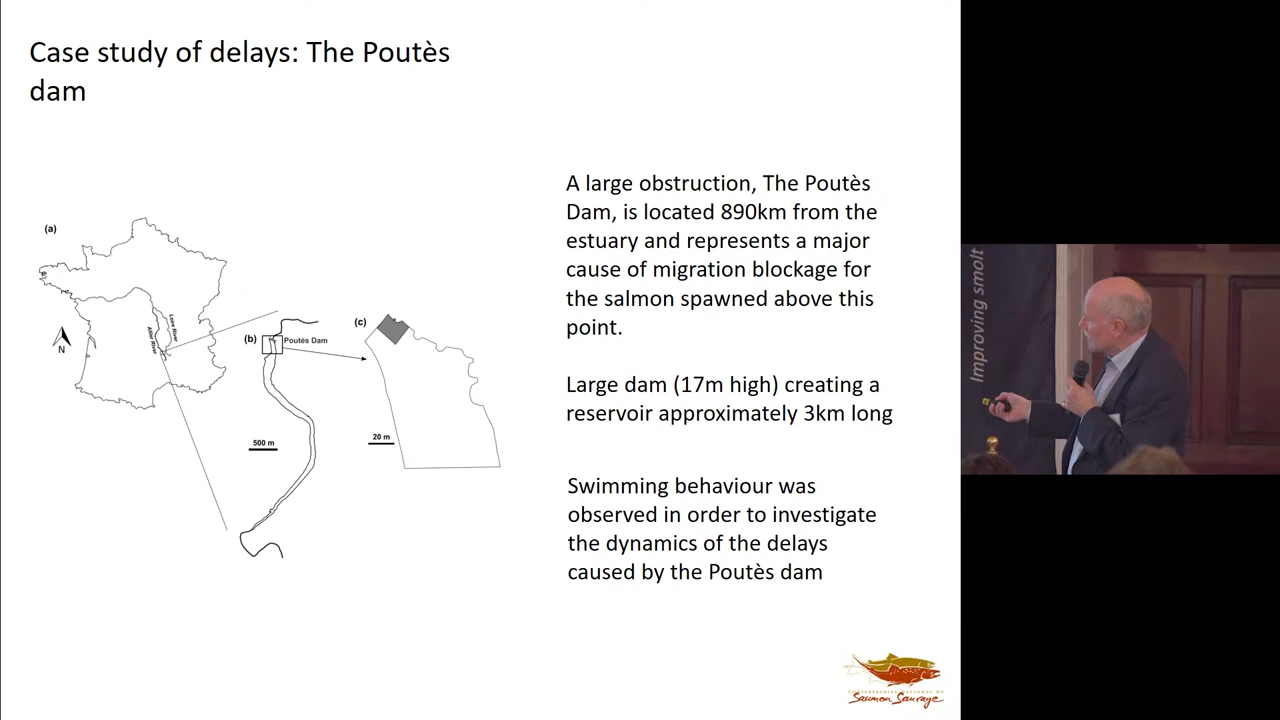 Case study of delays: The Poutès
dam
A large obstruction, The Poutès
Dam, is located 890km from the
estuary and represents a major
cause of migration blockage for
the salmon spawned above this
point.
Large dam (17m high) creating a
reservoir approximately 3km long
Swimming behaviour was
observed in order to investigate
the dynamics of the delays
caused by the Poutès dam
(a)
N
Allier River
Loire River
(b)
Poutès Dam
500 m
(c)
20 m
Improving smolt
CONSERVATOIRE NATIONAL DU
Saumon Sauvage